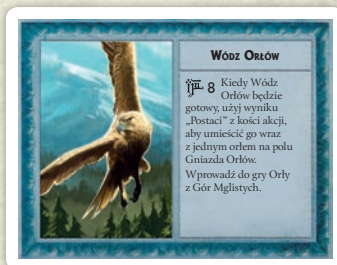 Wódz Orłów
8 Kiedy Wódz
Orłów będzie
gotowy, użyj wyniku
„Postaci” z kości akcji,
aby umieścić go wraz
z jednym orłem na polu
Gniazda Orłów.
Wprowadź do gry Orły
z Gór Mglistych.